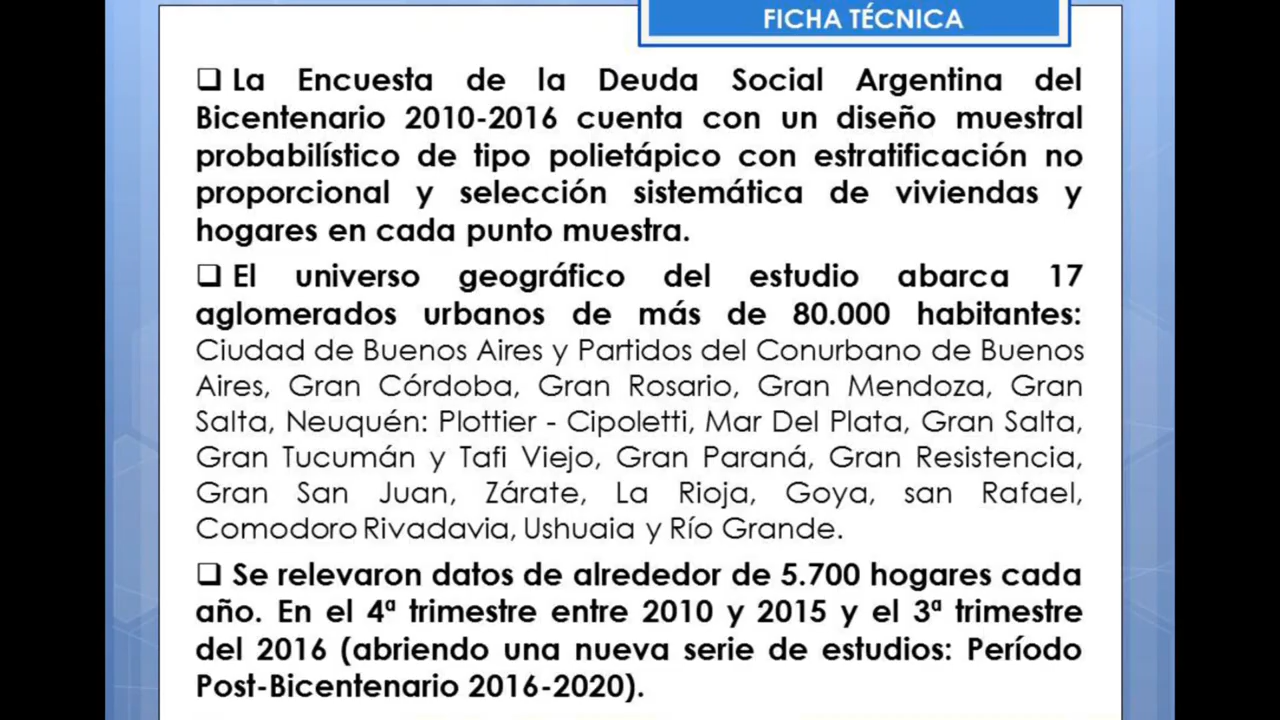 FICHA TÉCNICA
❑ La Encuesta de la Deuda Social Argentina del
Bicentenario 2010-2016 cuenta con un diseño muestral
probabilístico de tipo polietápico con estratificación no
proporcional y selección sistemática de viviendas y
hogares en cada punto muestra.
❑ El universo geográfico del estudio abarca 17
aglomerados urbanos de más de 80.000 habitantes:
Ciudad de Buenos Aires y Partidos del Conurbano de Buenos
Aires, Gran Córdoba, Gran Rosario, Gran Mendoza, Gran
Salta, Neuquén: Plottier - Cipoletti, Mar Del Plata, Gran Salta,
Gran Tucumán y Tafi Viejo, Gran Paraná, Gran Resistencia,
Gran San Juan, Zárate, La Rioja, Goya, san Rafael,
Comodoro Rivadavia, Ushuaia y Río Grande.
❑ Se relevaron datos de alrededor de 5.700 hogares cada
año. En el 4ª trimestre entre 2010 y 2015 y el 3ª trimestre
del 2016 (abriendo una nueva serie de estudios: Período
Post-Bicentenario 2016-2020).